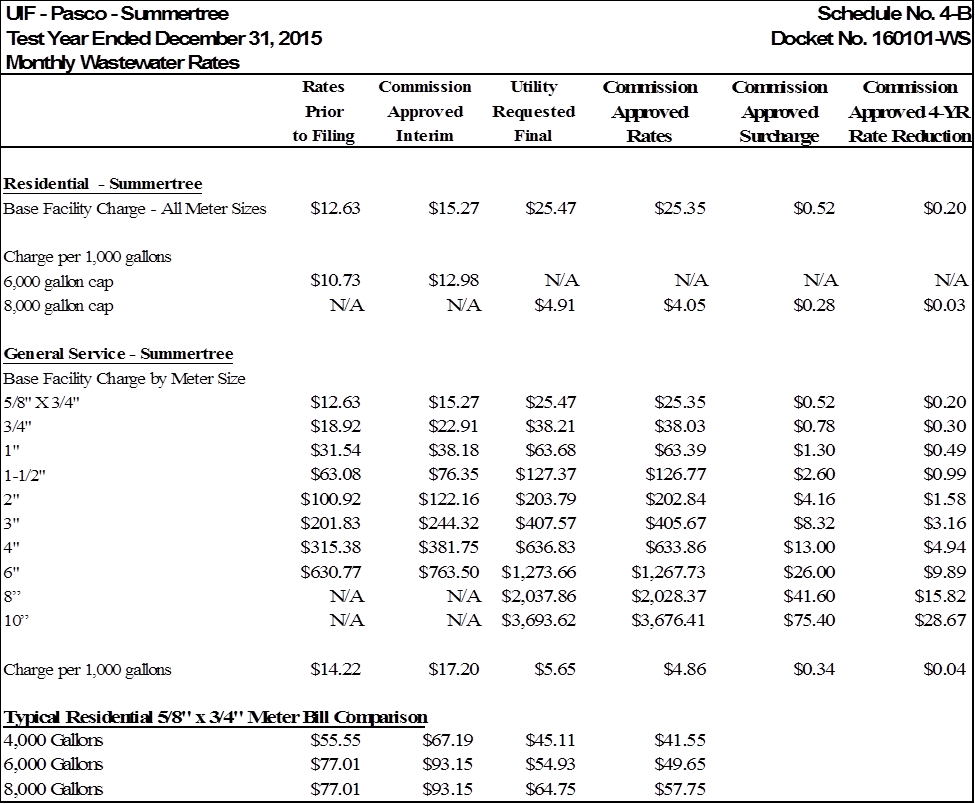 UIF - Pasco - Summertree Schedule No. 4-B
Test Year Ended December 31, 2015 Docket No. 160101-WS
Monthly Wastewater Rates
Rates Commission Utility Commission Commission Commission
Prior Approved Requested Approved Approved Approved 4-YR
to Filing Interim Final Rates Surcharge Rate Reduction
Residential - Summertree
Base Facility Charge - All Meter Sizes $12.63 $15.27 $25.47 $25.35 $0.52 $0.20
Charge per 1,000 gallons
6,000 gallon cap $10.73 $12.98 N/A N/A N/A N/A
8,000 gallon cap N/A N/A $4.91 $4.05 $0.28 $0.03
General Service - Summertree
Base Facility Charge by Meter Size
5/8" X 3/4" $12.63 $15.27 $25.47 $25.35 $0.52 $0.20
3/4" $18.92 $22.91 $38.21 $38.03 $0.78 $0.30
1" $31.54 $38.18 $63.68 $63.39 $1.30 $0.49
1-1/2" $63.08 $76.35 $127.37 $126.77 $2.60 $0.99
2" $100.92 $122.16 $203.79 $202.84 $4.16 $1.58
3" $201.83 $244.32 $407.57 $405.67 $8.32 $3.16
4" $315.38 $381.75 $636.83 $633.86 $13.00 $4.94
6" $630.77 $763.50 $1,273.66 $1,267.73 $26.00 $9.89
8” N/A N/A $2,037.86 $2,028.37 $41.60 $15.82
10” N/A N/A $3,693.62 $3,676.41 $75.40 $28.67
Charge per 1,000 gallons $14.22 $17.20 $5.65 $4.86 $0.34 $0.04
Typical Residential 5/8" x 3/4" Meter Bill Comparison
4,000 Gallons $55.55 $67.19 $45.11 $41.55
6,000 Gallons $77.01 $93.15 $54.93 $49.65
8,000 Gallons $77.01 $93.15 $64.75 $57.75